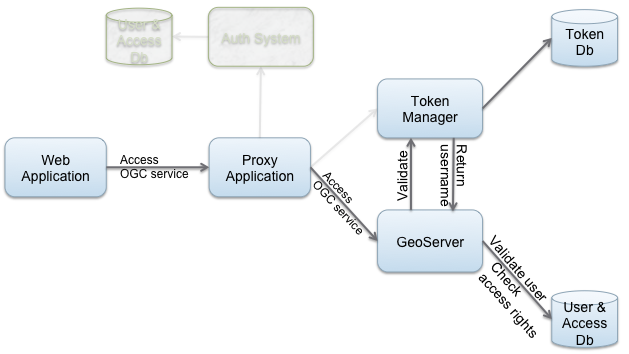 User &
Access
Db
Auth System
Token
Db
Token
Manager
Web
Application
Access
OGC service
Proxy
Application
Access
OGC service
Validate
Return
username
GeoServer
Validate user
Check
access rights
User &
Access
Db